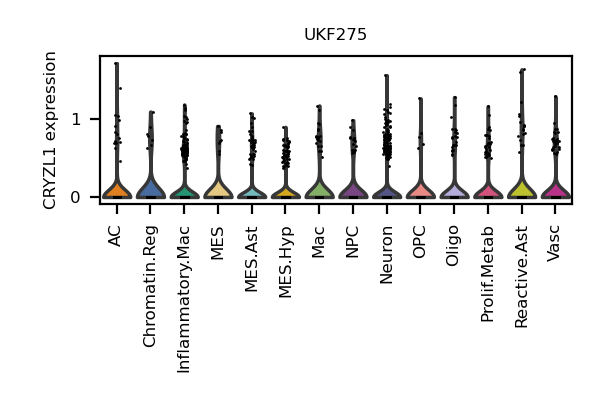 UKF275
CRYZL1 expression
1
0
AC
Chromatin.Reg
Inflammatory.Mac
MES
MES.Ast
MES.Hyp
Mac
NPC
Neuron
OPC
Oligo
Prolif.Metab
Reactive.Ast
Vasc